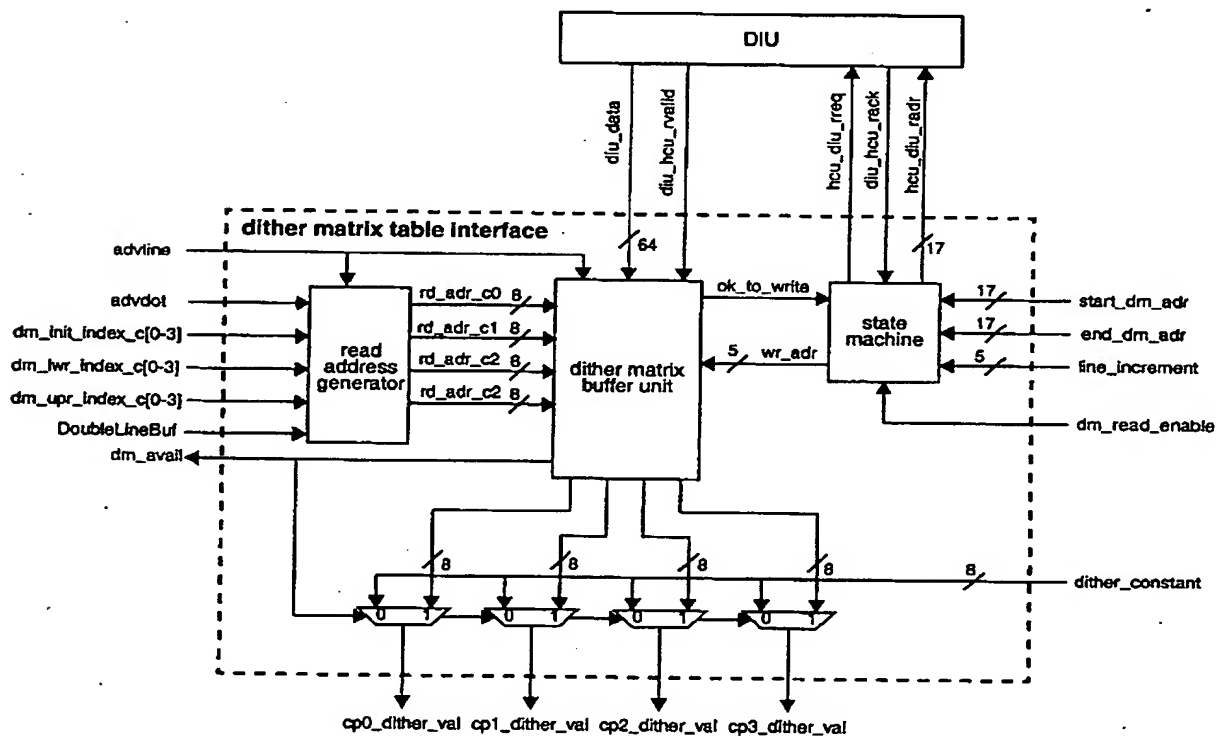 DIU
diu_data
diu_hcu_rvalid
hcu_diu_rreq
diu_hcu_rack
hcu_diu_radr
dither matrix table interface
64
17
advline
advdot
dm_init_index_c[0-3]
dm_lwr_index_c[0-3]
dm_upr_index_c[0-3]
DoubleLineBuf
dm_avail
read
address
generator
rd_adr_c0 8
rd_adr_c1 8
rd_adr_c2 8
rd_adr_c2 8
dither matrix
buffer unit
ok_to_write
5 wr_adr
state
machine
17 start_dm_adr
17 end_dm_adr
5 line_increment
dm_read_enable
8 8 8 8
8 dither_constant
0 1 0 1 0 1 0 1
cp0_dither_val cp1_dither_val cp2_dither_val cp3_dither_val